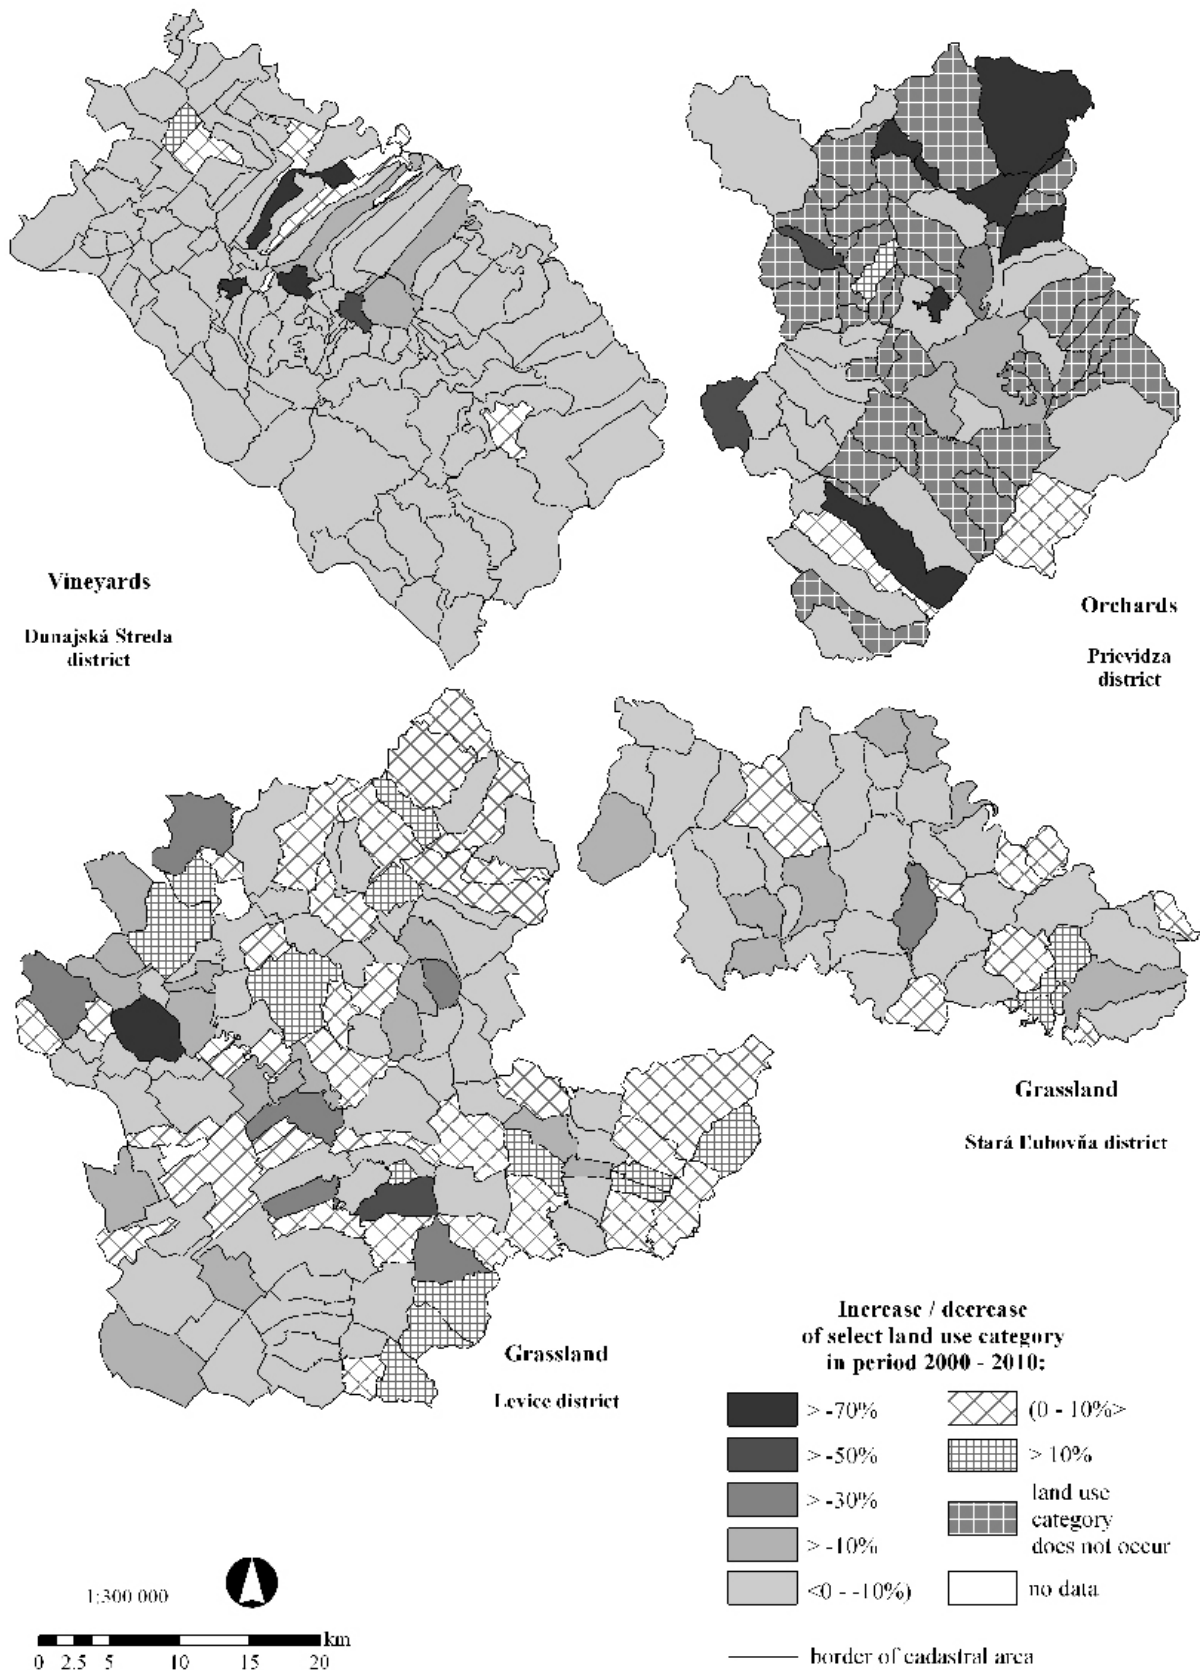 Vineyards
Dunajská Streda
district
Orchards
Prievidza
district
Grassland
Stará Ľubovňa district
Grassland
Levice district
Increase / decrease
of select land use category
in period 2000 - 2010:
> -70%
> -50%
> -30%
> -10%
<0 - -10%)
(0 - 10%>
> 10%
land use
category
does not occur
no data
border of cadastral area
1:300 000
km
0 2.5 5 10 15 20